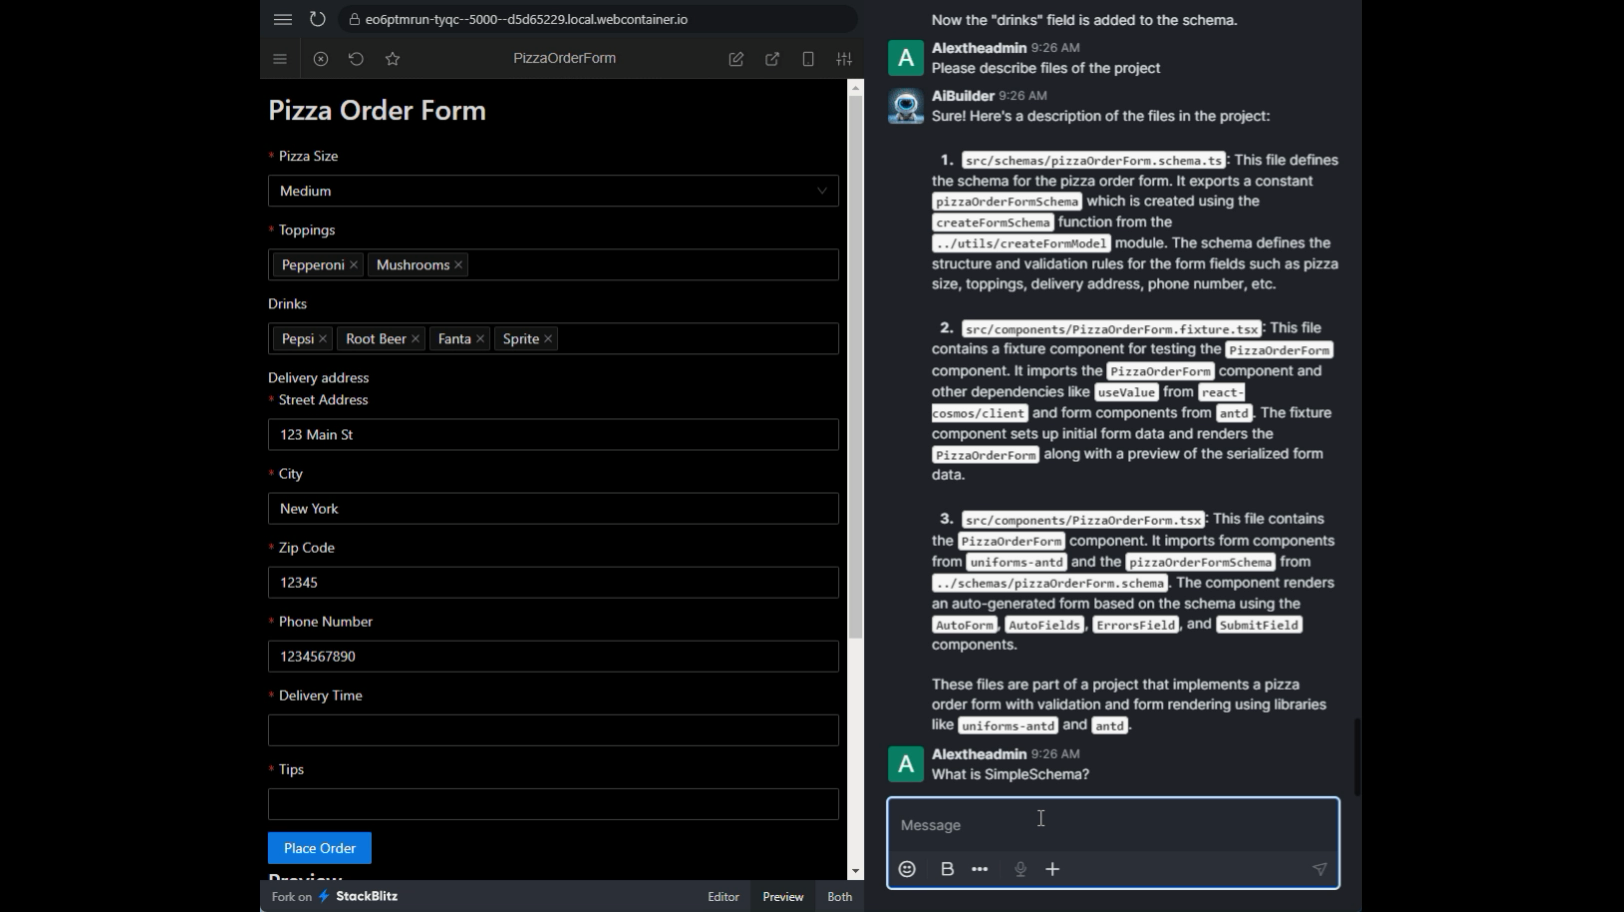 eo6ptmrun-tyqc--5000--d5d65229.local.webcontainer.io
PizzaOrderForm
Pizza Order Form
* Pizza Size
Medium
* Toppings
Pepperoni × Mushrooms ×
Drinks
Pepsi × Root Beer × Fanta × Sprite ×
Delivery address
* Street Address
123 Main St
* City
New York
* Zip Code
12345
* Phone Number
1234567890
* Delivery Time
* Tips
Place Order
Preview
Fork on StackBlitz
Editor Preview Both
Now the "drinks" field is added to the schema.
A
Alextheadmin 9:26 AM
Please describe files of the project
AiBuilder 9:26 AM
Sure! Here's a description of the files in the project:
1. src/schemas/pizzaOrderForm.schema.ts: This file defines
the schema for the pizza order form. It exports a constant
pizzaOrderFormSchema which is created using the
createFormSchema function from the
../utils/createFormModel module. The schema defines the
structure and validation rules for the form fields such as pizza
size, toppings, delivery address, phone number, etc.
2. src/components/PizzaOrderForm.fixture.tsx: This file
contains a fixture component for testing the PizzaOrderForm
component. It imports the PizzaOrderForm component and
other dependencies like useValue from react-
cosmos/client and form components from antd. The fixture
component sets up initial form data and renders the
PizzaOrderForm along with a preview of the serialized form
data.
3. src/components/PizzaOrderForm.tsx: This file contains
the PizzaOrderForm component. It imports form components
from uniforms-antd and the pizzaOrderFormSchema from
../schemas/pizzaOrderForm.schema. The component renders
an auto-generated form based on the schema using the
AutoForm, AutoFields, ErrorsField, and SubmitField
components.
These files are part of a project that implements a pizza
order form with validation and form rendering using libraries
like uniforms-antd and antd.
A
Alextheadmin 9:26 AM
What is SimpleSchema?
Message
B